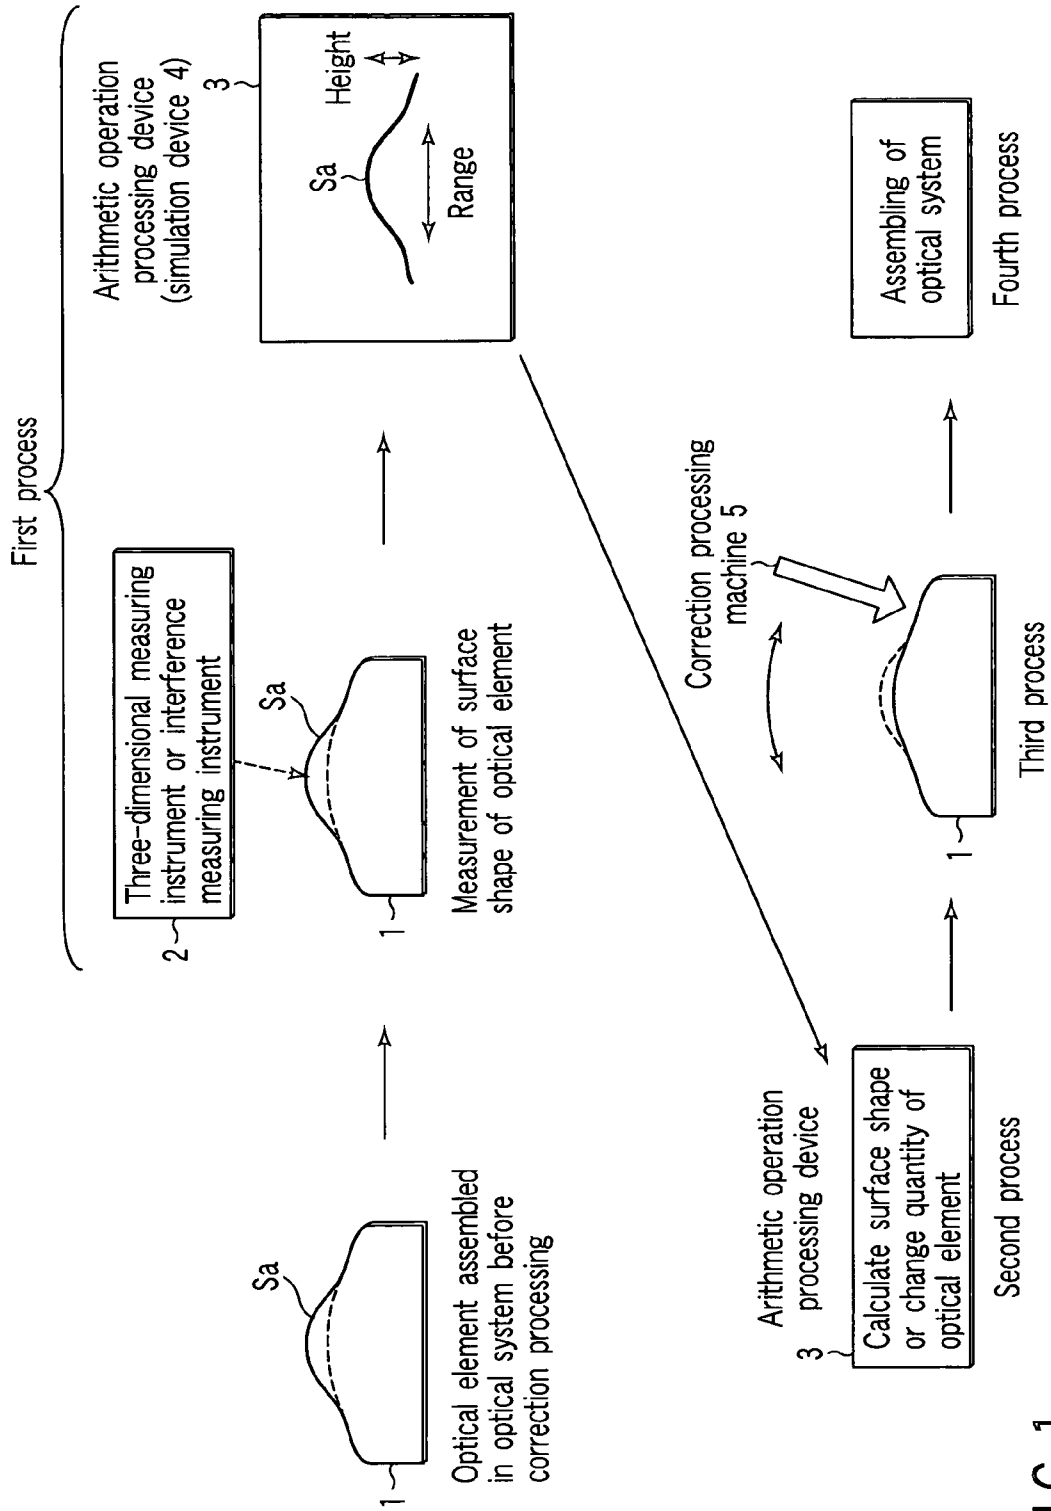 First process
Three-dimensional measuring
instrument or interference
measuring instrument
2
Arithmetic operation
processing device
(simulation device 4)
3
Sa
1
Optical element assembled
in optical system before
correction processing
Sa
1
Measurement of surface
shape of optical element
Sa
Height
Range
Arithmetic operation
processing device
3
Calculate surface shape
or change quantity of
optical element
Second process
Correction processing
machine 5
1
Third process
Assembling of
optical system
Fourth process